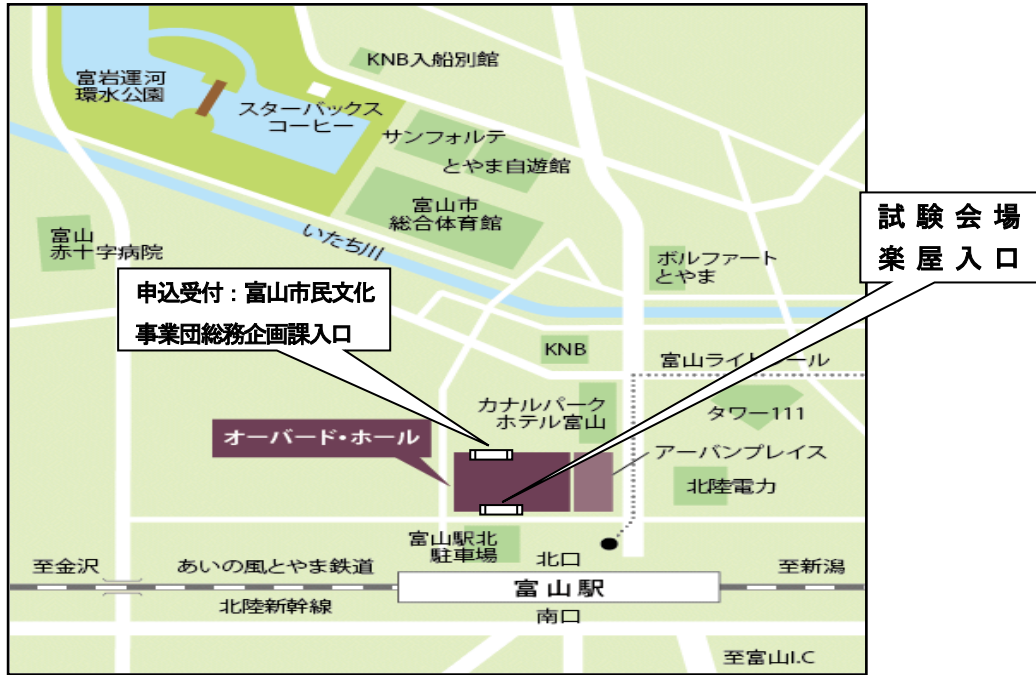 KNB入船別館
富岩運河
環水公園
スターバックス
コーヒー
サンフォルテ
とやま自遊館
富山市
総合体育館
試験会場
楽屋入口
富山
赤十字病院
いたち川
ボルファート
とやま
申込受付：富山市民文化
事業団総務企画課入口
KNB
富山ライトレール
カナルパーク
ホテル富山
タワー111
オーバード・ホール
アーバンプレイス
北陸電力
富山駅北
駐車場
北口
至金沢
あいの風とやま鉄道
至新潟
富山駅
北陸新幹線
南口
至富山I.C